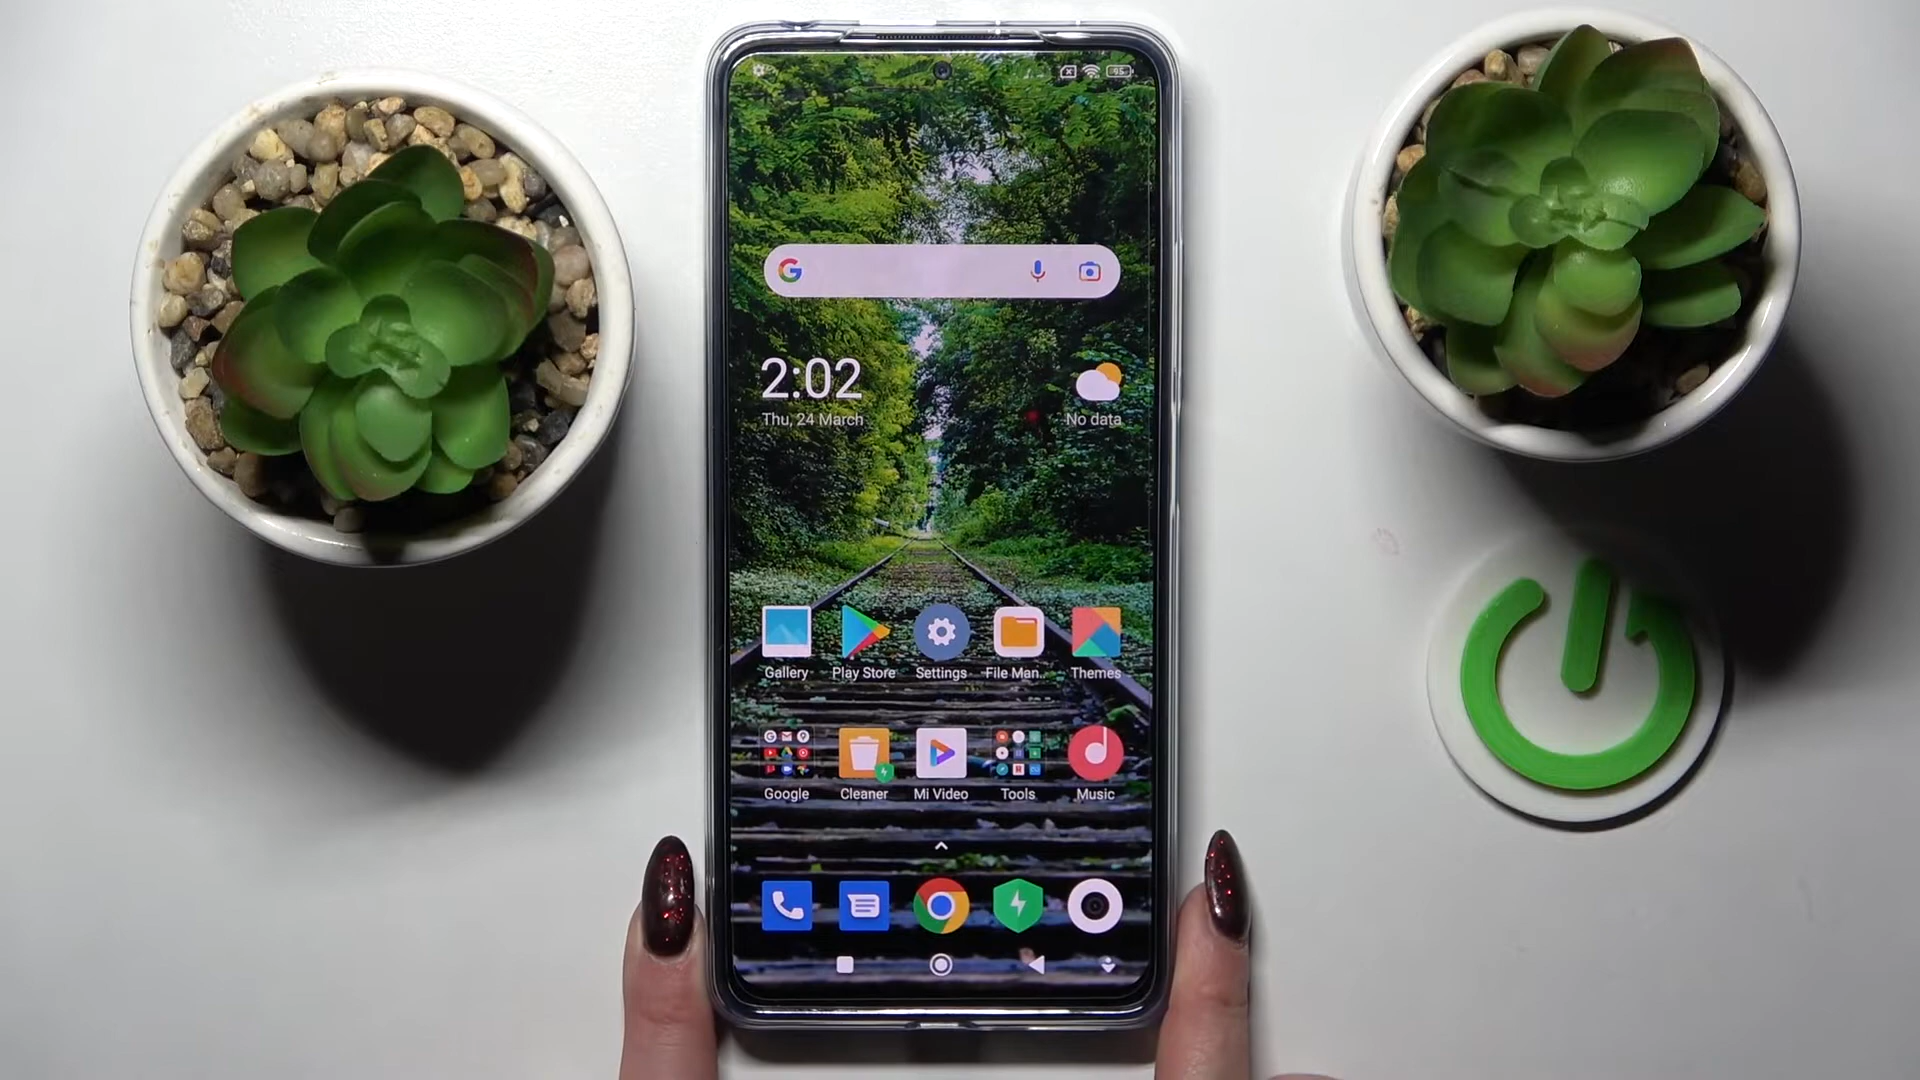 95
2:02
Thu, 24 March
No data
Gallery Play Store Settings File Man... Themes
Google Cleaner Mi Video Tools Music